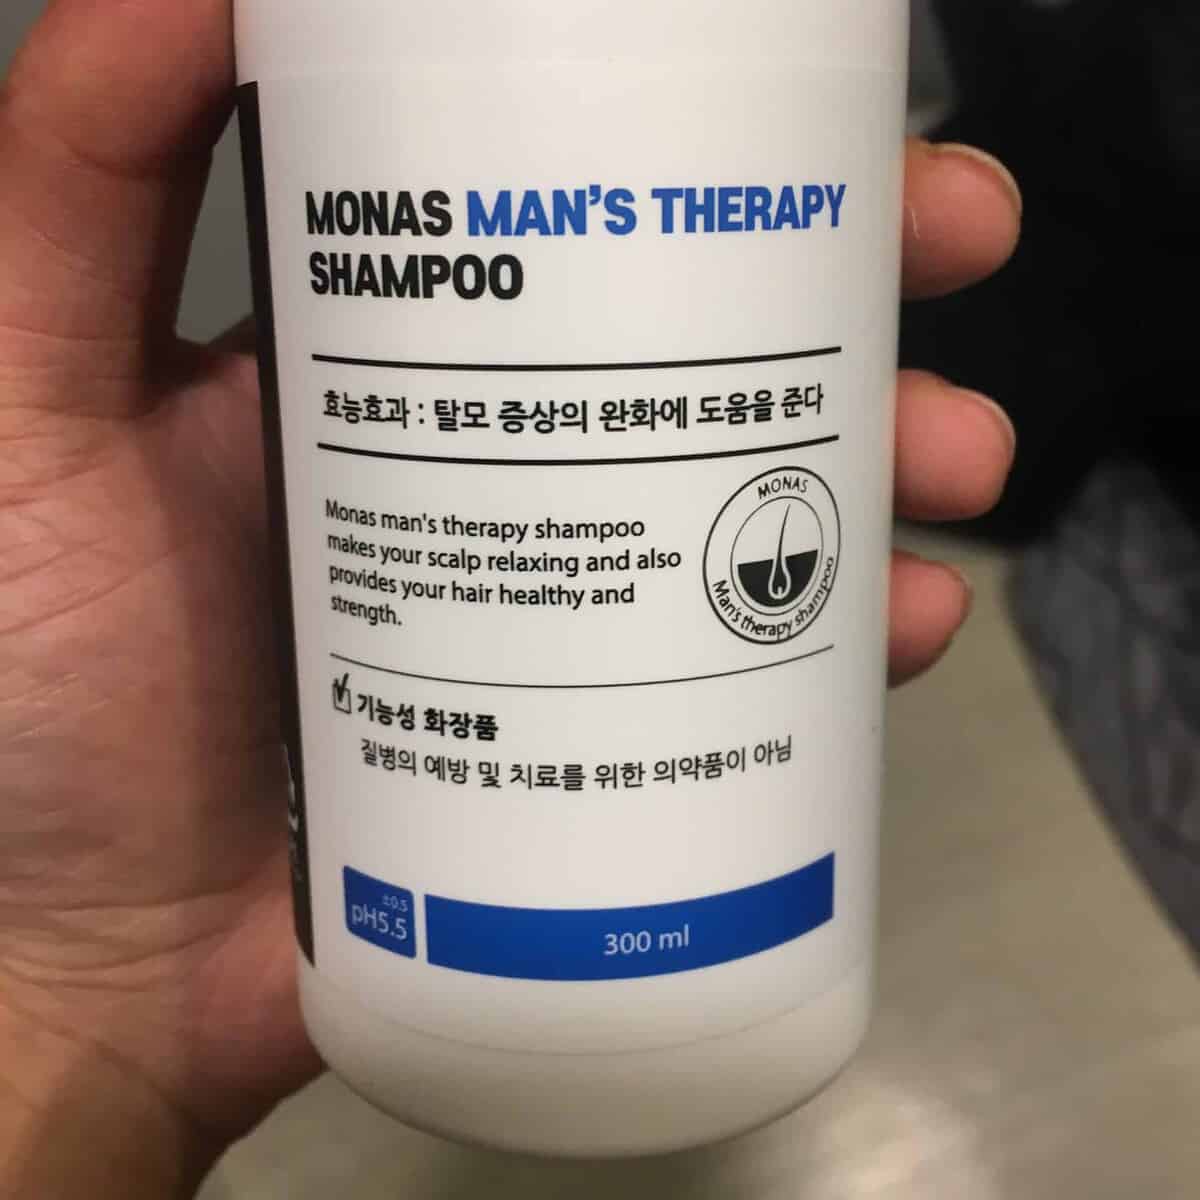 MONAS MAN'S THERAPY
SHAMPOO
효능효과 : 탈모 증상의 완화에 도움을 준다
Monas man's therapy shampoo
makes your scalp relaxing and also
provides your hair healthy and
strength.
MONAS
Man's therapy shampoo
기능성 화장품
질병의 예방 및 치료를 위한 의약품이 아님
±0.5
pH5.5
300 ml